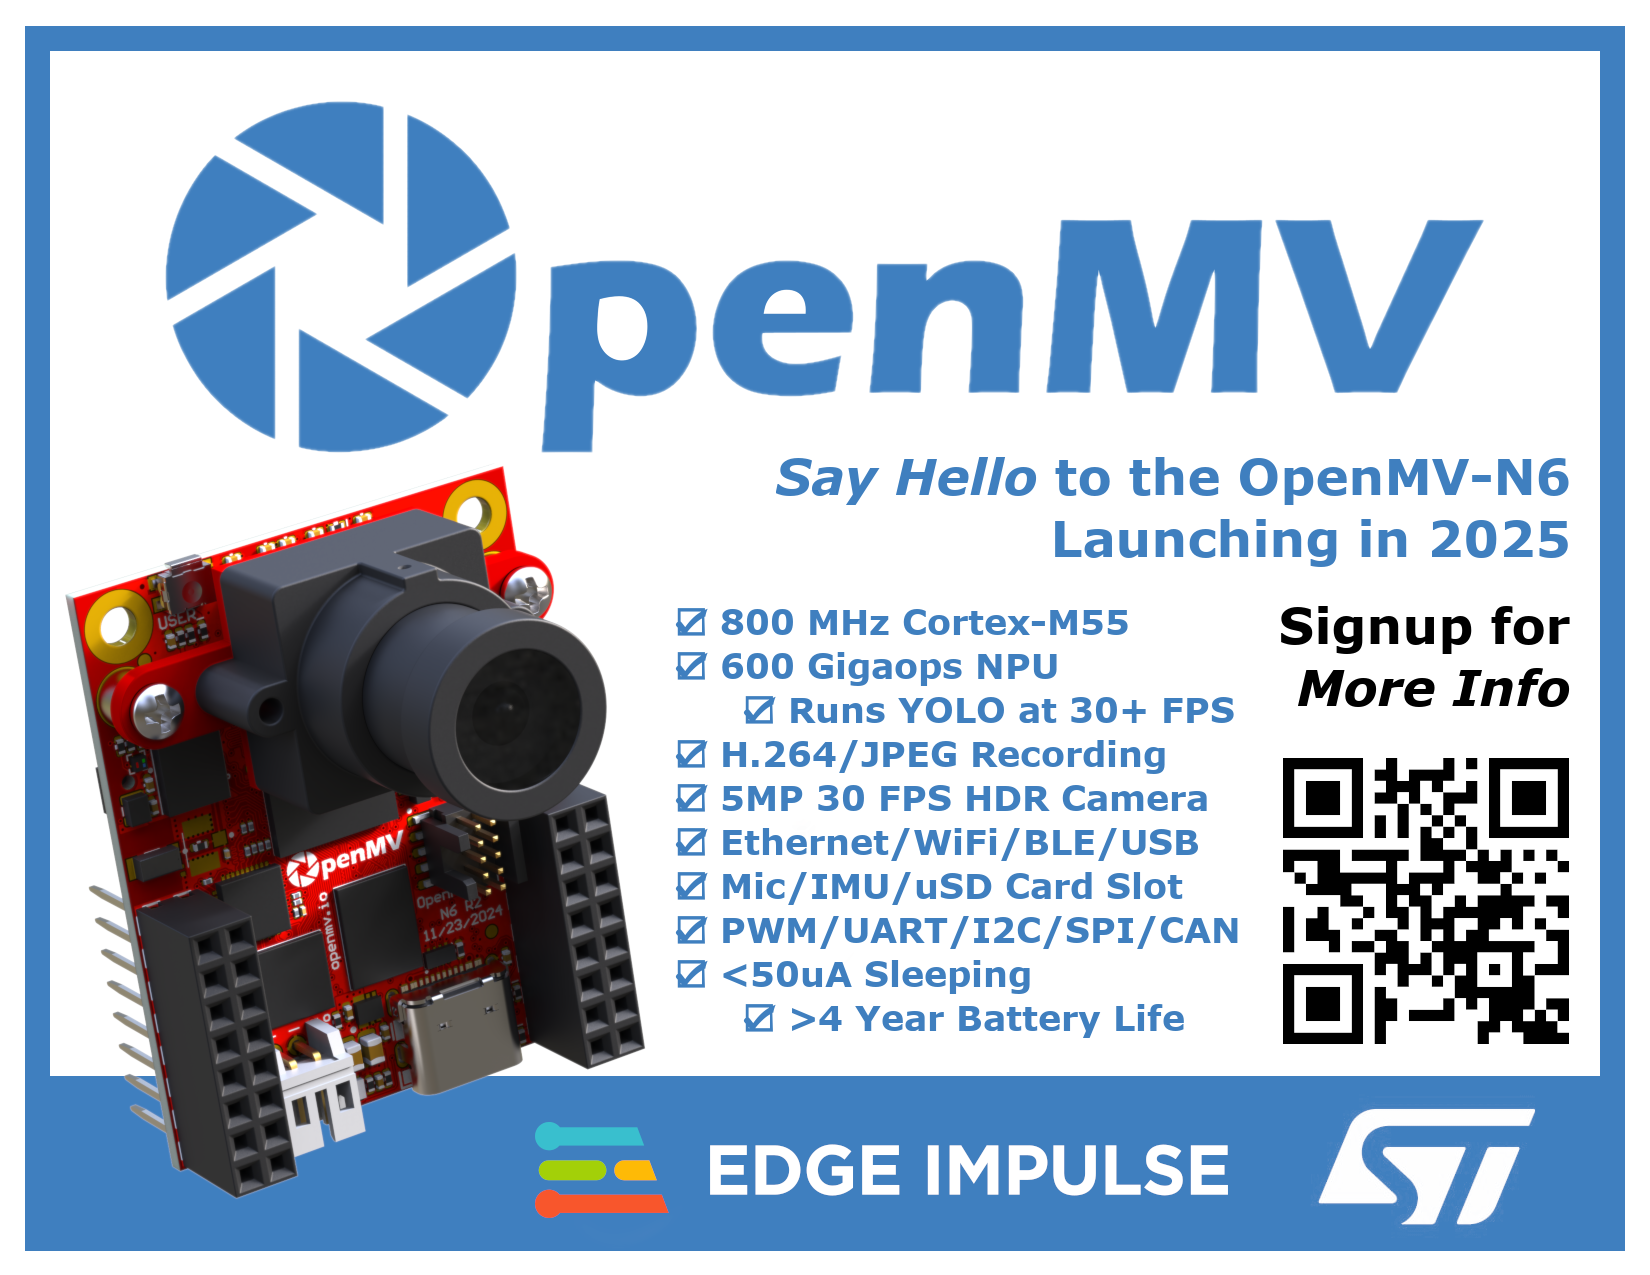 OpenMV
Say Hello to the OpenMV-N6
Launching in 2025
800 MHz Cortex-M55
600 Gigaops NPU
Runs YOLO at 30+ FPS
H.264/JPEG Recording
5MP 30 FPS HDR Camera
Ethernet/WiFi/BLE/USB
Mic/IMU/uSD Card Slot
PWM/UART/I2C/SPI/CAN
<50uA Sleeping
>4 Year Battery Life
Signup for
More Info
USER
OpenMV
openmv.io
N6 R2
11/23/2024
EDGE IMPULSE
ST